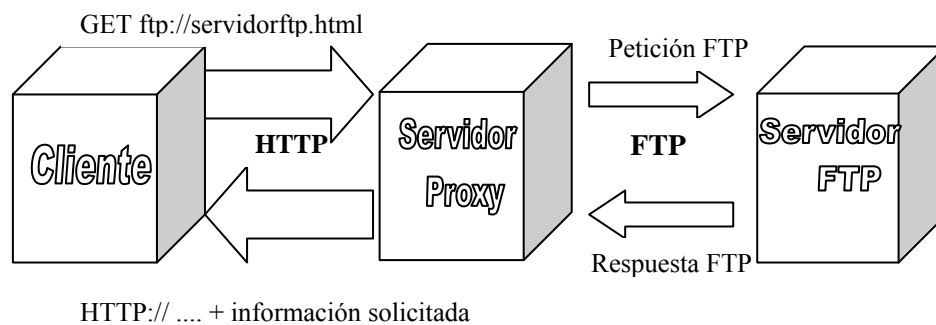 GET ftp://servidorftp.html
Petición FTP
Cliente
HTTP
Servidor
Proxy
FTP
Servidor
FTP
Respuesta FTP
HTTP:// .... + información solicitada